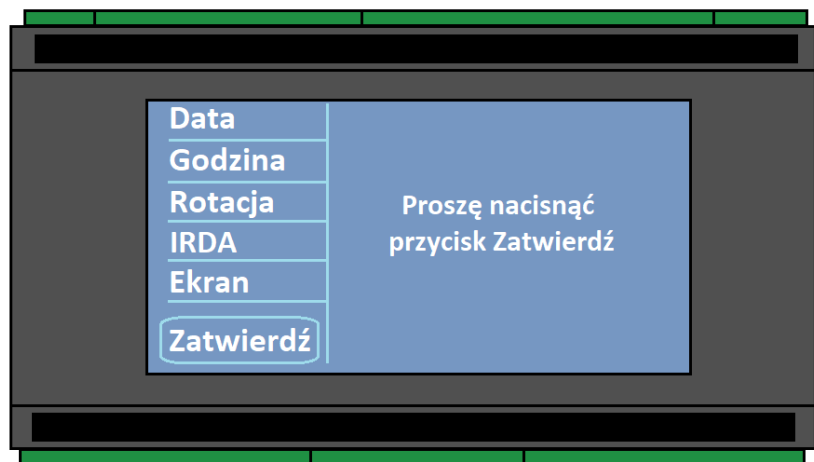 Data
Godzina
Rotacja
IRDA
Ekran
Zatwierdź
Proszę nacisnąć
przycisk Zatwierdź